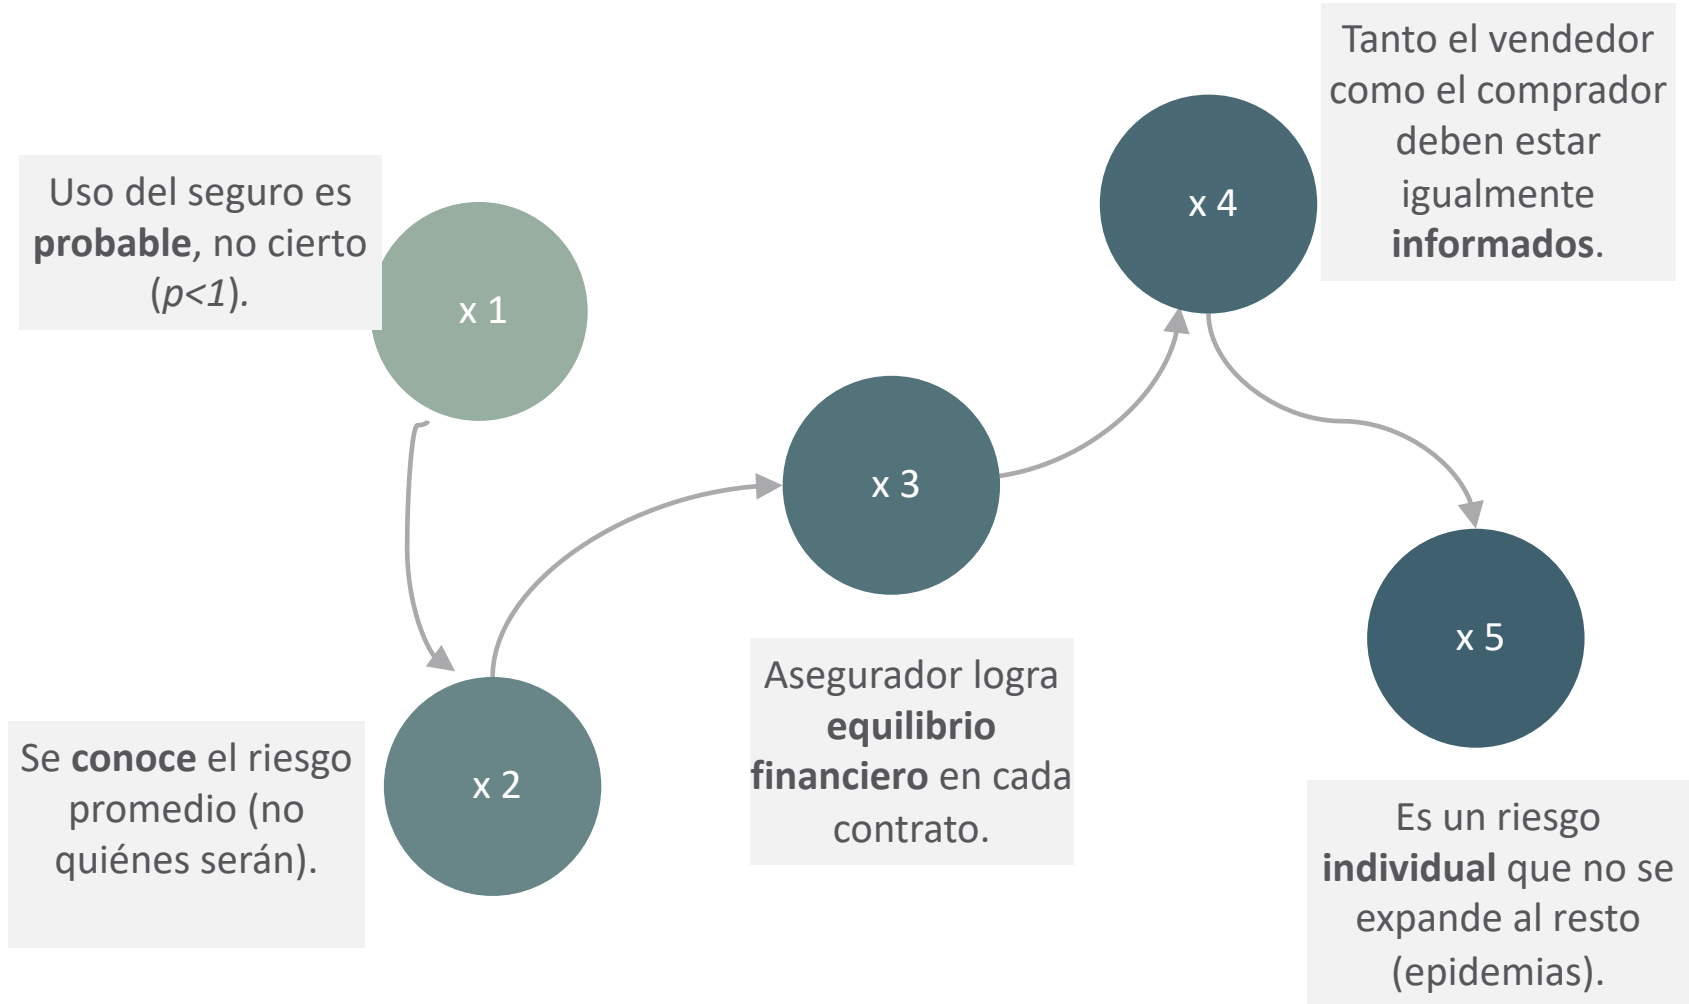 Uso del seguro es
probable, no cierto
(p<1).
x 1
Se conoce el riesgo
promedio (no
quiénes serán).
x 2
x 3
Asegurador logra
equilibrio
financiero en cada
contrato.
x 4
Tanto el vendedor
como el comprador
deben estar
igualmente
informados.
x 5
Es un riesgo
individual que no se
expande al resto
(epidemias).